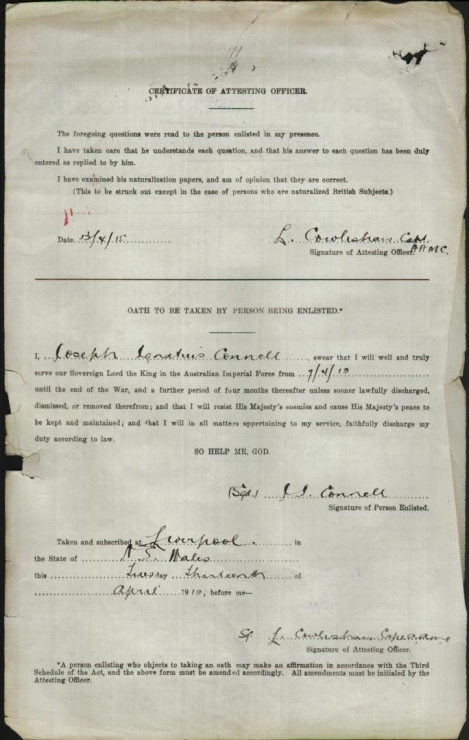 CERTIFICATE OF ATTESTING OFFICER.
The foregoing questions were read to the person enlisted in my presence.
I have taken care that he understands each question, and that his answer to each question has been duly
entered as replied to by him.
I have examined his naturalization papers, and am of opinion that they are correct.
(This to be struck out except in the case of persons who are naturalized British Subjects.)
Date 13/4/15 L. Cowlishaw Capt
AAMC.
Signature of Attesting Officer.
OATH TO BE TAKEN BY PERSON BEING ENLISTED.*
I, Joseph Ignatius Connell, swear that I will well and truly
serve our Sovereign Lord the King in the Australian Imperial Force from 7/4/15
until the end of the War, and a further period of four months thereafter unless sooner lawfully discharged,
dismissed, or removed therefrom; and that I will resist His Majesty's enemies and cause His Majesty's peace to
be kept and maintained; and that I will in all matters appertaining to my service, faithfully discharge my
duty according to law.
SO HELP ME, GOD.
(Sgd.) J I. Connell
Signature of Person Enlisted.
Taken and subscribed at Liverpool in
the State of N. S. Wales
this Tuesday Thirteenth of
April 1915, before me—
L. Cowlishaw Capt AAMC
Signature of Attesting Officer.
*A person enlisting who objects to taking an oath may make an affirmation in accordance with the Third
Schedule of the Act, and the above form must be amended accordingly. All amendments must be initialed by the
Attesting Officer.